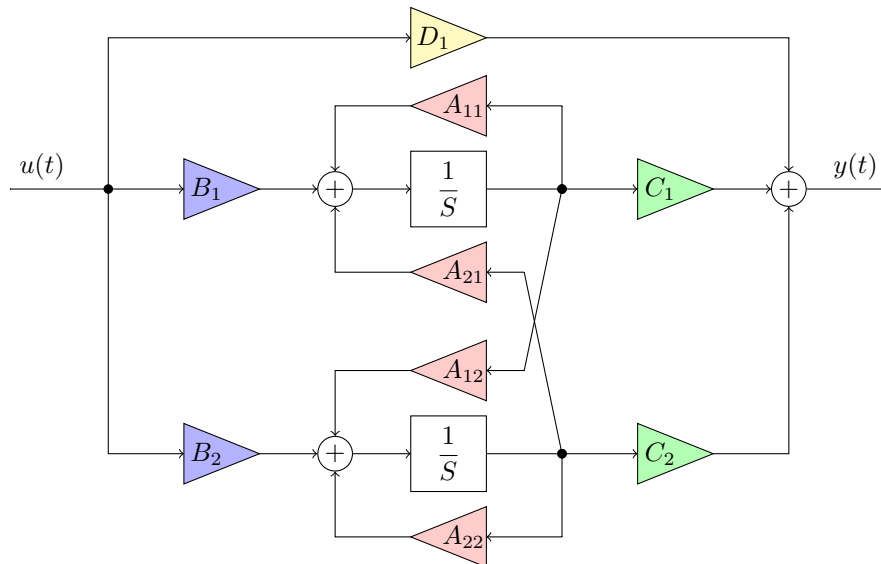 D₁
A₁₁
u(t)
y(t)
B₁
+
1
S
C₁
+
A₂₁
A₁₂
B₂
+
1
S
C₂
A₂₂